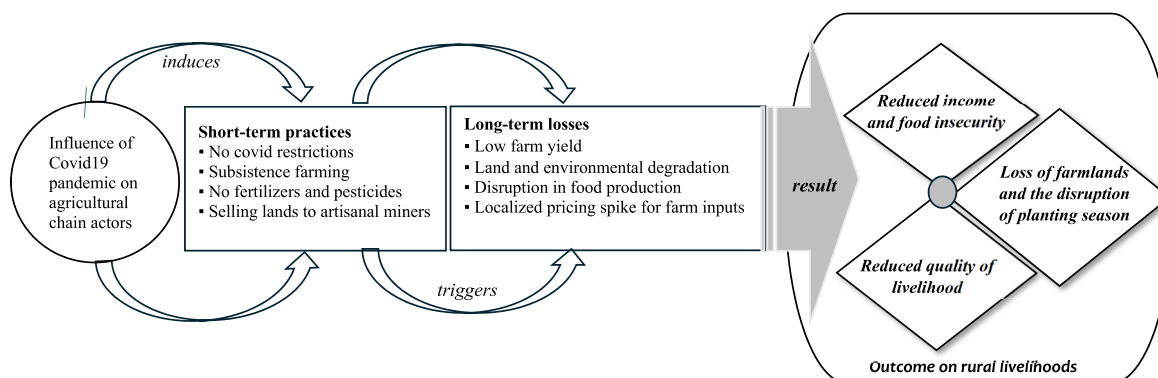 induces
Influence of
Covid19
pandemic on
agricultural
chain actors
Short-term practices
▪ No covid restrictions
▪ Subsistence farming
▪ No fertilizers and pesticides
▪ Selling lands to artisanal miners
Long-term losses
▪ Low farm yield
▪ Land and environmental degradation
▪ Disruption in food production
▪ Localized pricing spike for farm inputs
triggers
result
Reduced income
and food insecurity
Loss of farmlands
and the disruption
of planting season
Reduced quality of
livelihood
Outcome on rural livelihoods